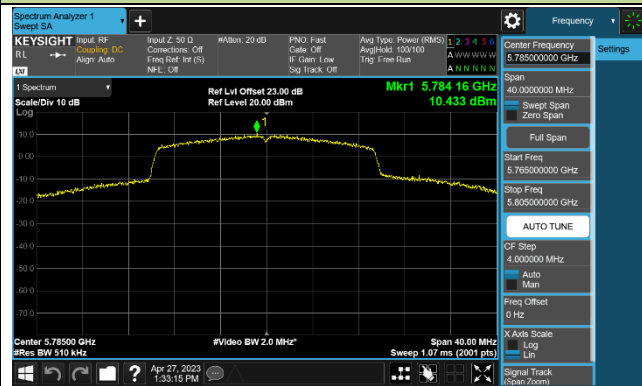 Spectrum Analyzer 1
Swept SA
+
Frequency
KEYSIGHT
RL
LXI
Input: RF
Coupling: DC
Align: Auto
Input Z: 50 Ω
Corrections: Off
Freq Ref: Int (S)
NFE: Off
#Atten: 20 dB
PNO: Fast
Gate: Off
IF Gain: Low
Sig Track: Off
Avg Type: Power (RMS)
Avg|Hold: 100/100
Trig: Free Run
1 2 3 4 5 6
A W W W W W
A N N N N N
1 Spectrum
Scale/Div 10 dB
Log
Ref Lvl Offset 23.00 dB
Ref Level 20.00 dBm
Mkr1 5.784 16 GHz
10.433 dBm
1
10.0
0.00
-10.0
-20.0
-30.0
-40.0
-50.0
-60.0
-70.0
Center 5.78500 GHz
#Res BW 510 kHz
#Video BW 2.0 MHz*
Span 40.00 MHz
Sweep 1.07 ms (2001 pts)
Apr 27, 2023
1:33:15 PM
?
Center Frequency
5.785000000 GHz
Settings
Span
40.0000000 MHz
Swept Span
Zero Span
Full Span
Start Freq
5.765000000 GHz
Stop Freq
5.805000000 GHz
AUTO TUNE
CF Step
4.000000 MHz
Auto
Man
Freq Offset
0 Hz
X Axis Scale
Log
Lin
Signal Track
(Span Zoom)